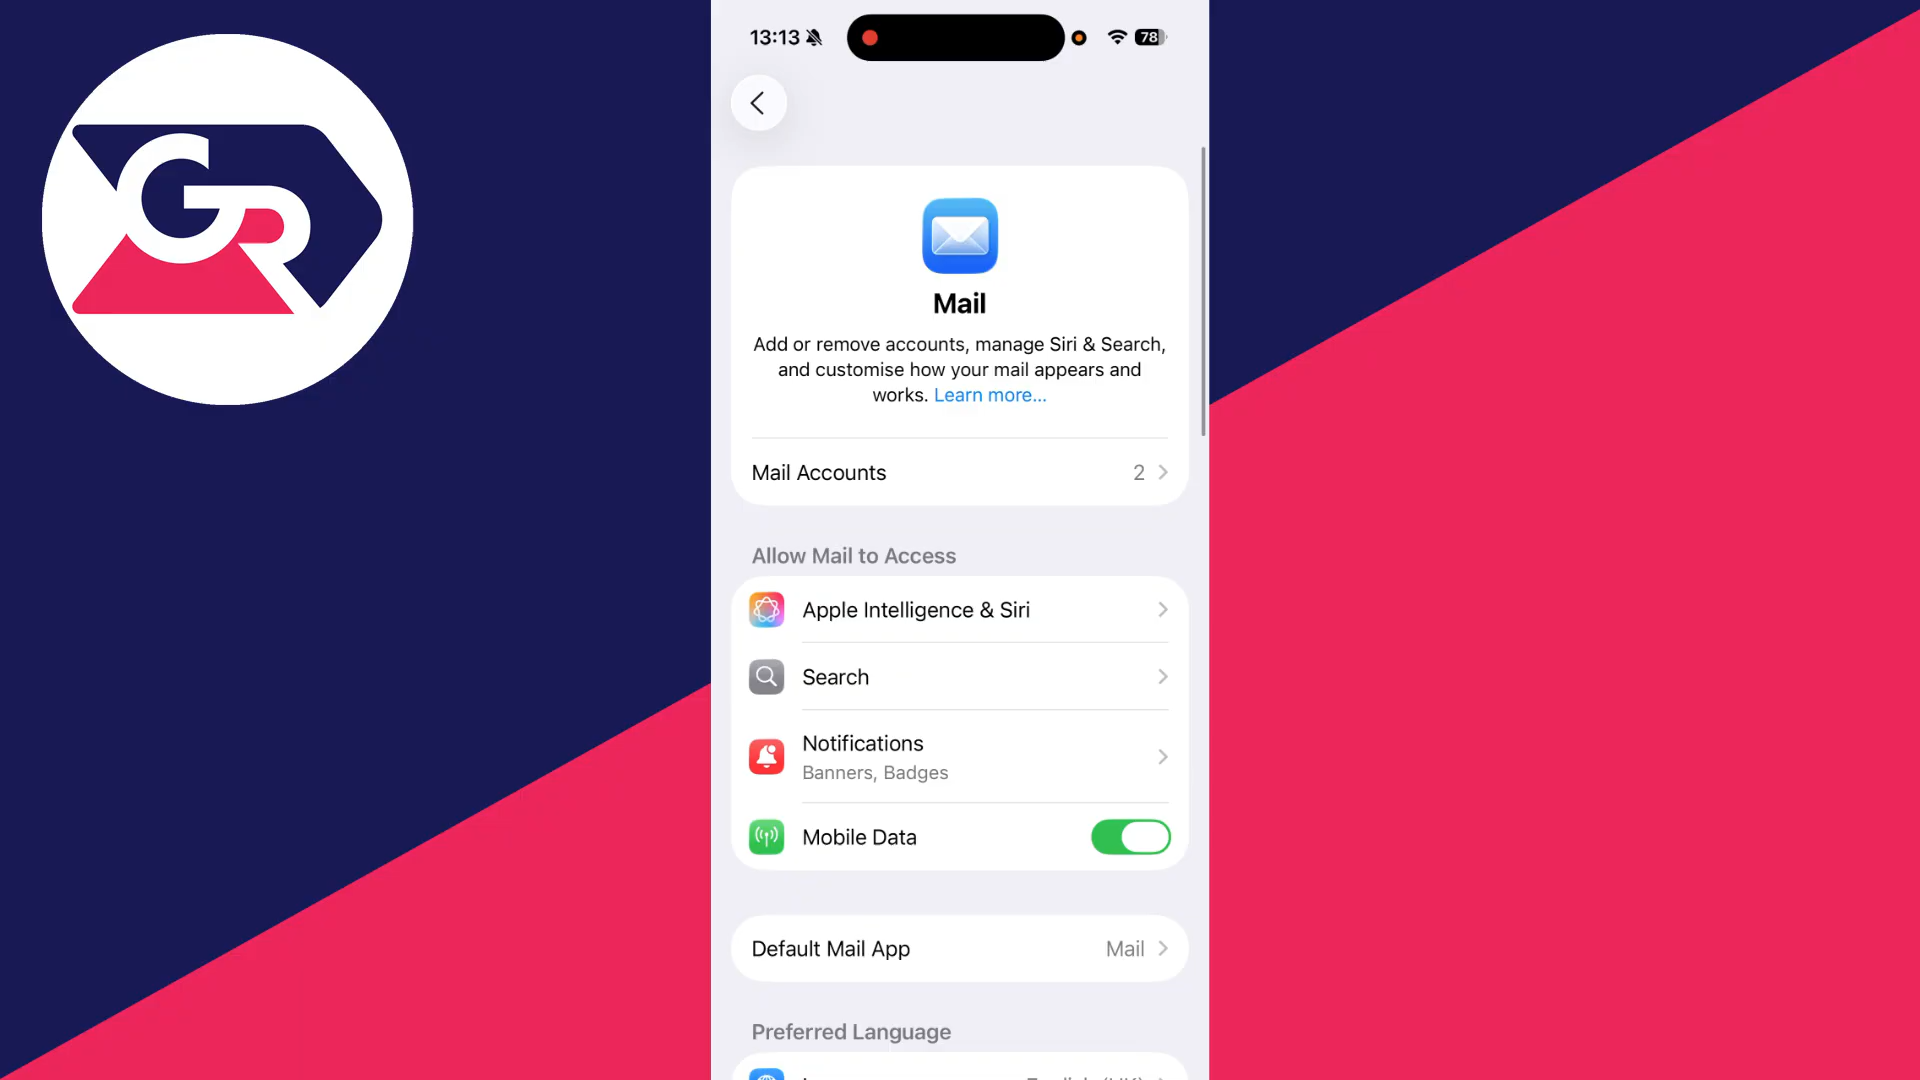 GR
13:13
78
Mail
Add or remove accounts, manage Siri & Search,
and customise how your mail appears and
works. Learn more...
Mail Accounts 2
Allow Mail to Access
Apple Intelligence & Siri
Search
Notifications
Banners, Badges
Mobile Data
Default Mail App Mail
Preferred Language